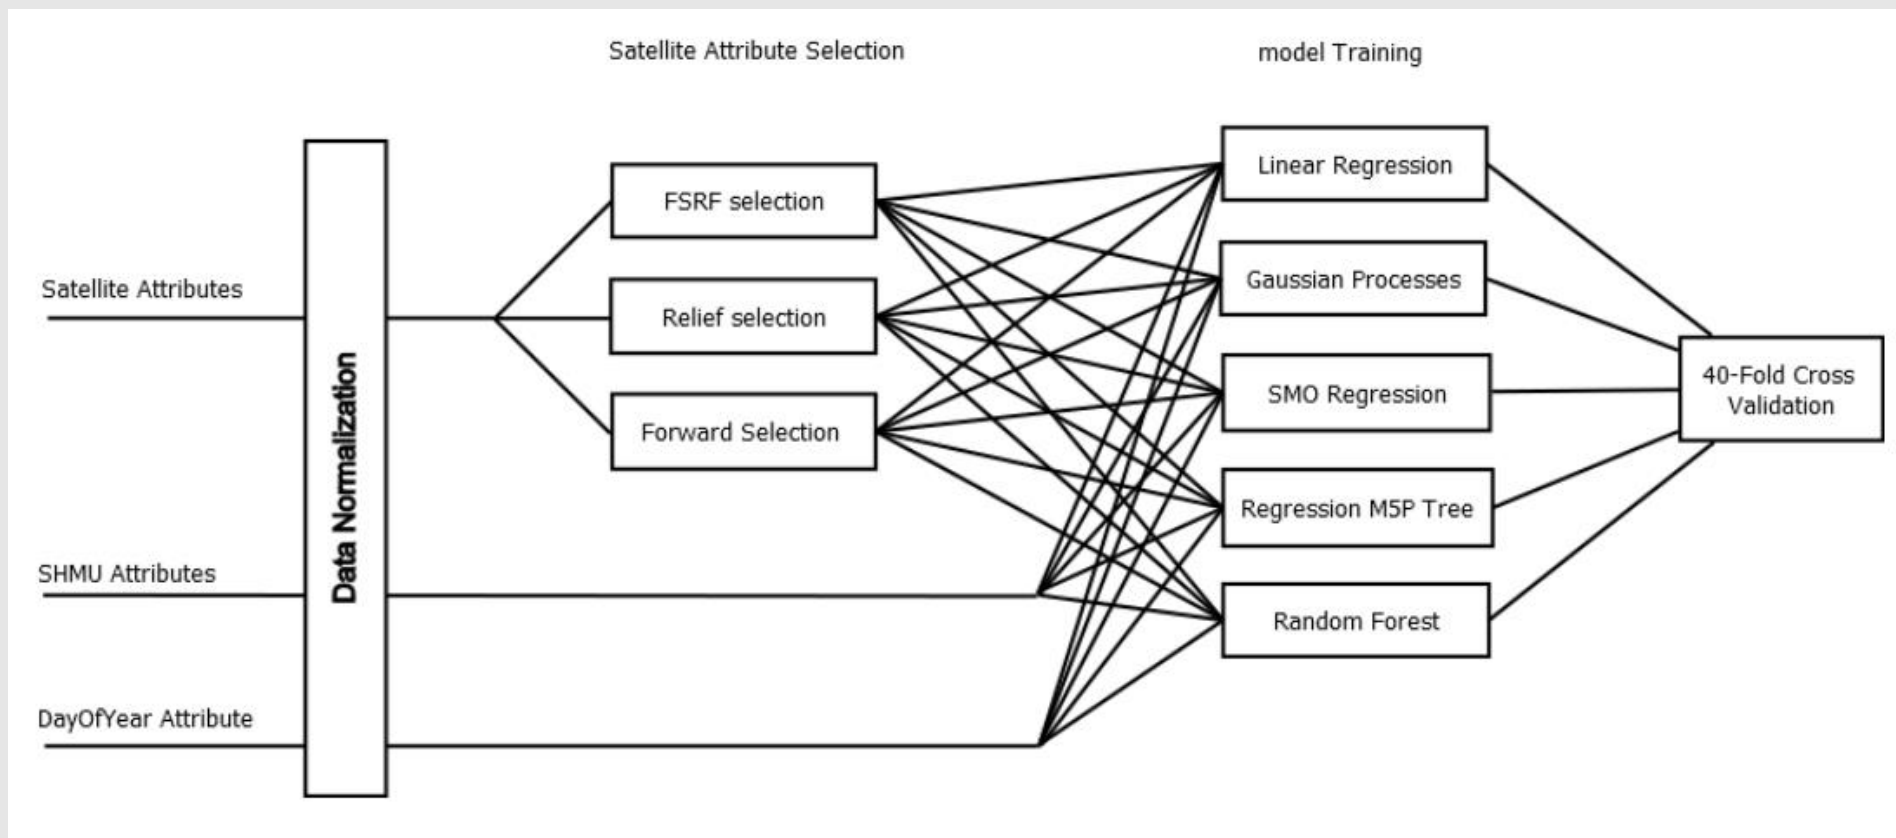 Satellite Attribute Selection
model Training
Satellite Attributes
SHMU Attributes
DayOfYear Attribute
Data Normalization
FSRF selection
Relief selection
Forward Selection
Linear Regression
Gaussian Processes
SMO Regression
Regression M5P Tree
Random Forest
40-Fold Cross
Validation